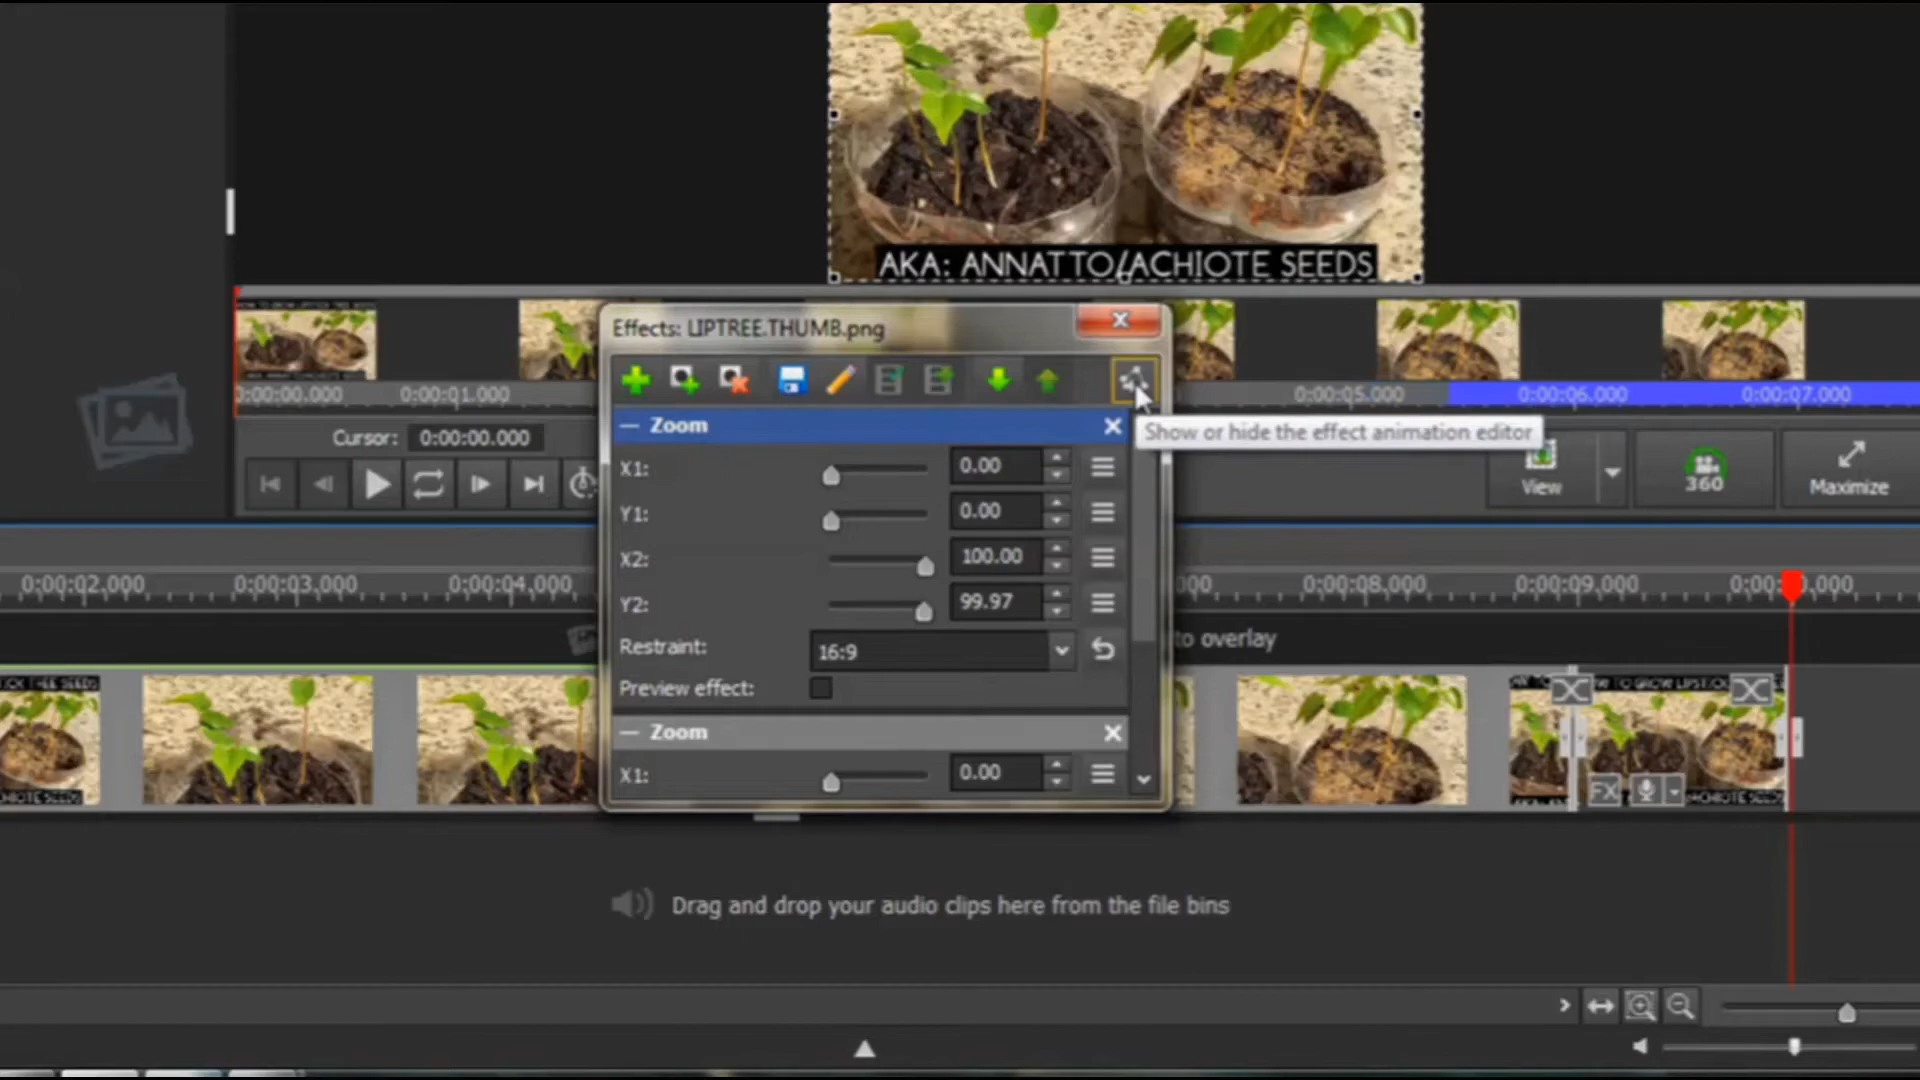 AKA: ANNATTO/ACHIOTE SEEDS
Effects: LIPTREE.THUMB.png
0:00:00.000
0:00:01.000
0:00:05.000
0:00:06.000
0:00:07.000
Cursor: 0:00:00.000
Zoom
Show or hide the effect animation editor
X1: 0.00
Y1: 0.00
X2: 100.00
Y2: 99.97
Restraint: 16:9
Preview effect:
View
360
Maximize
0:00:02.000
0:00:03.000
0:00:04.000
0:00:08.000
0:00:09.000
to overlay
Zoom
X1: 0.00
FX
Drag and drop your audio clips here from the file bins